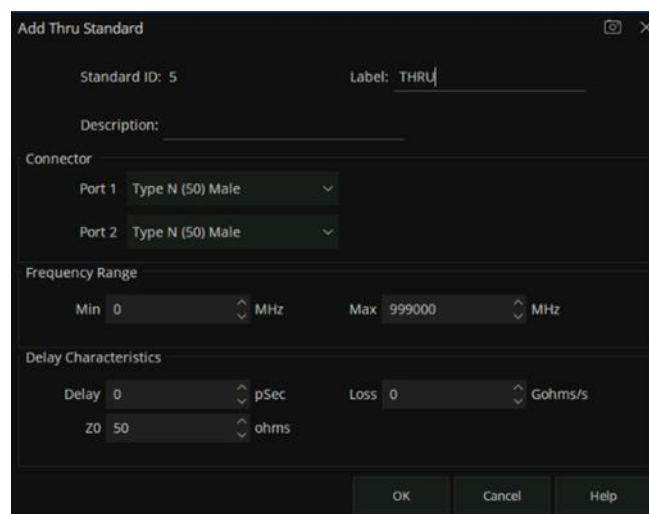 Add Thru Standard
Standard ID: 5 Label: THRU
Description:
Connector
Port 1 Type N (50) Male
Port 2 Type N (50) Male
Frequency Range
Min 0 MHz Max 999000 MHz
Delay Characteristics
Delay 0 pSec Loss 0 Gohms/s
Z0 50 ohms
OK Cancel Help